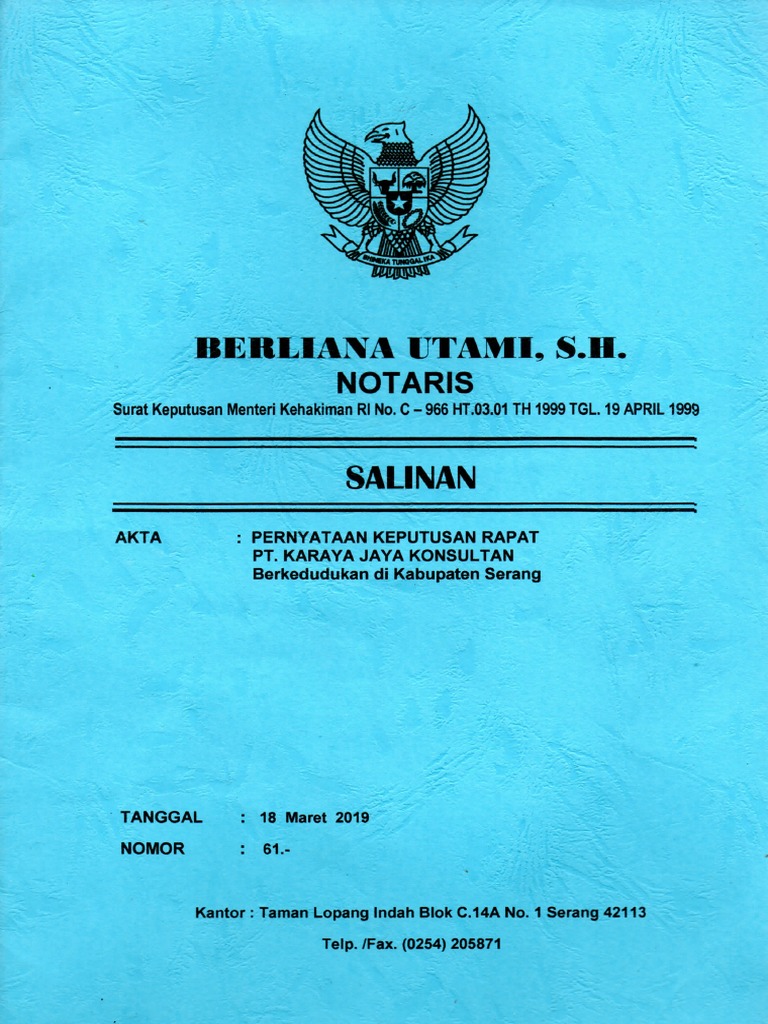 BHINEKA TUNGGAL IKA
BERLIANA UTAMI, S.H.
NOTARIS
Surat Keputusan Menteri Kehakiman RI No. C – 966 HT.03.01 TH 1999 TGL. 19 APRIL 1999
SALINAN
AKTA : PERNYATAAN KEPUTUSAN RAPAT
PT. KARAYA JAYA KONSULTAN
Berkedudukan di Kabupaten Serang
TANGGAL : 18 Maret 2019
NOMOR : 61.-
Kantor : Taman Lopang Indah Blok C.14A No. 1 Serang 42113
Telp. /Fax. (0254) 205871